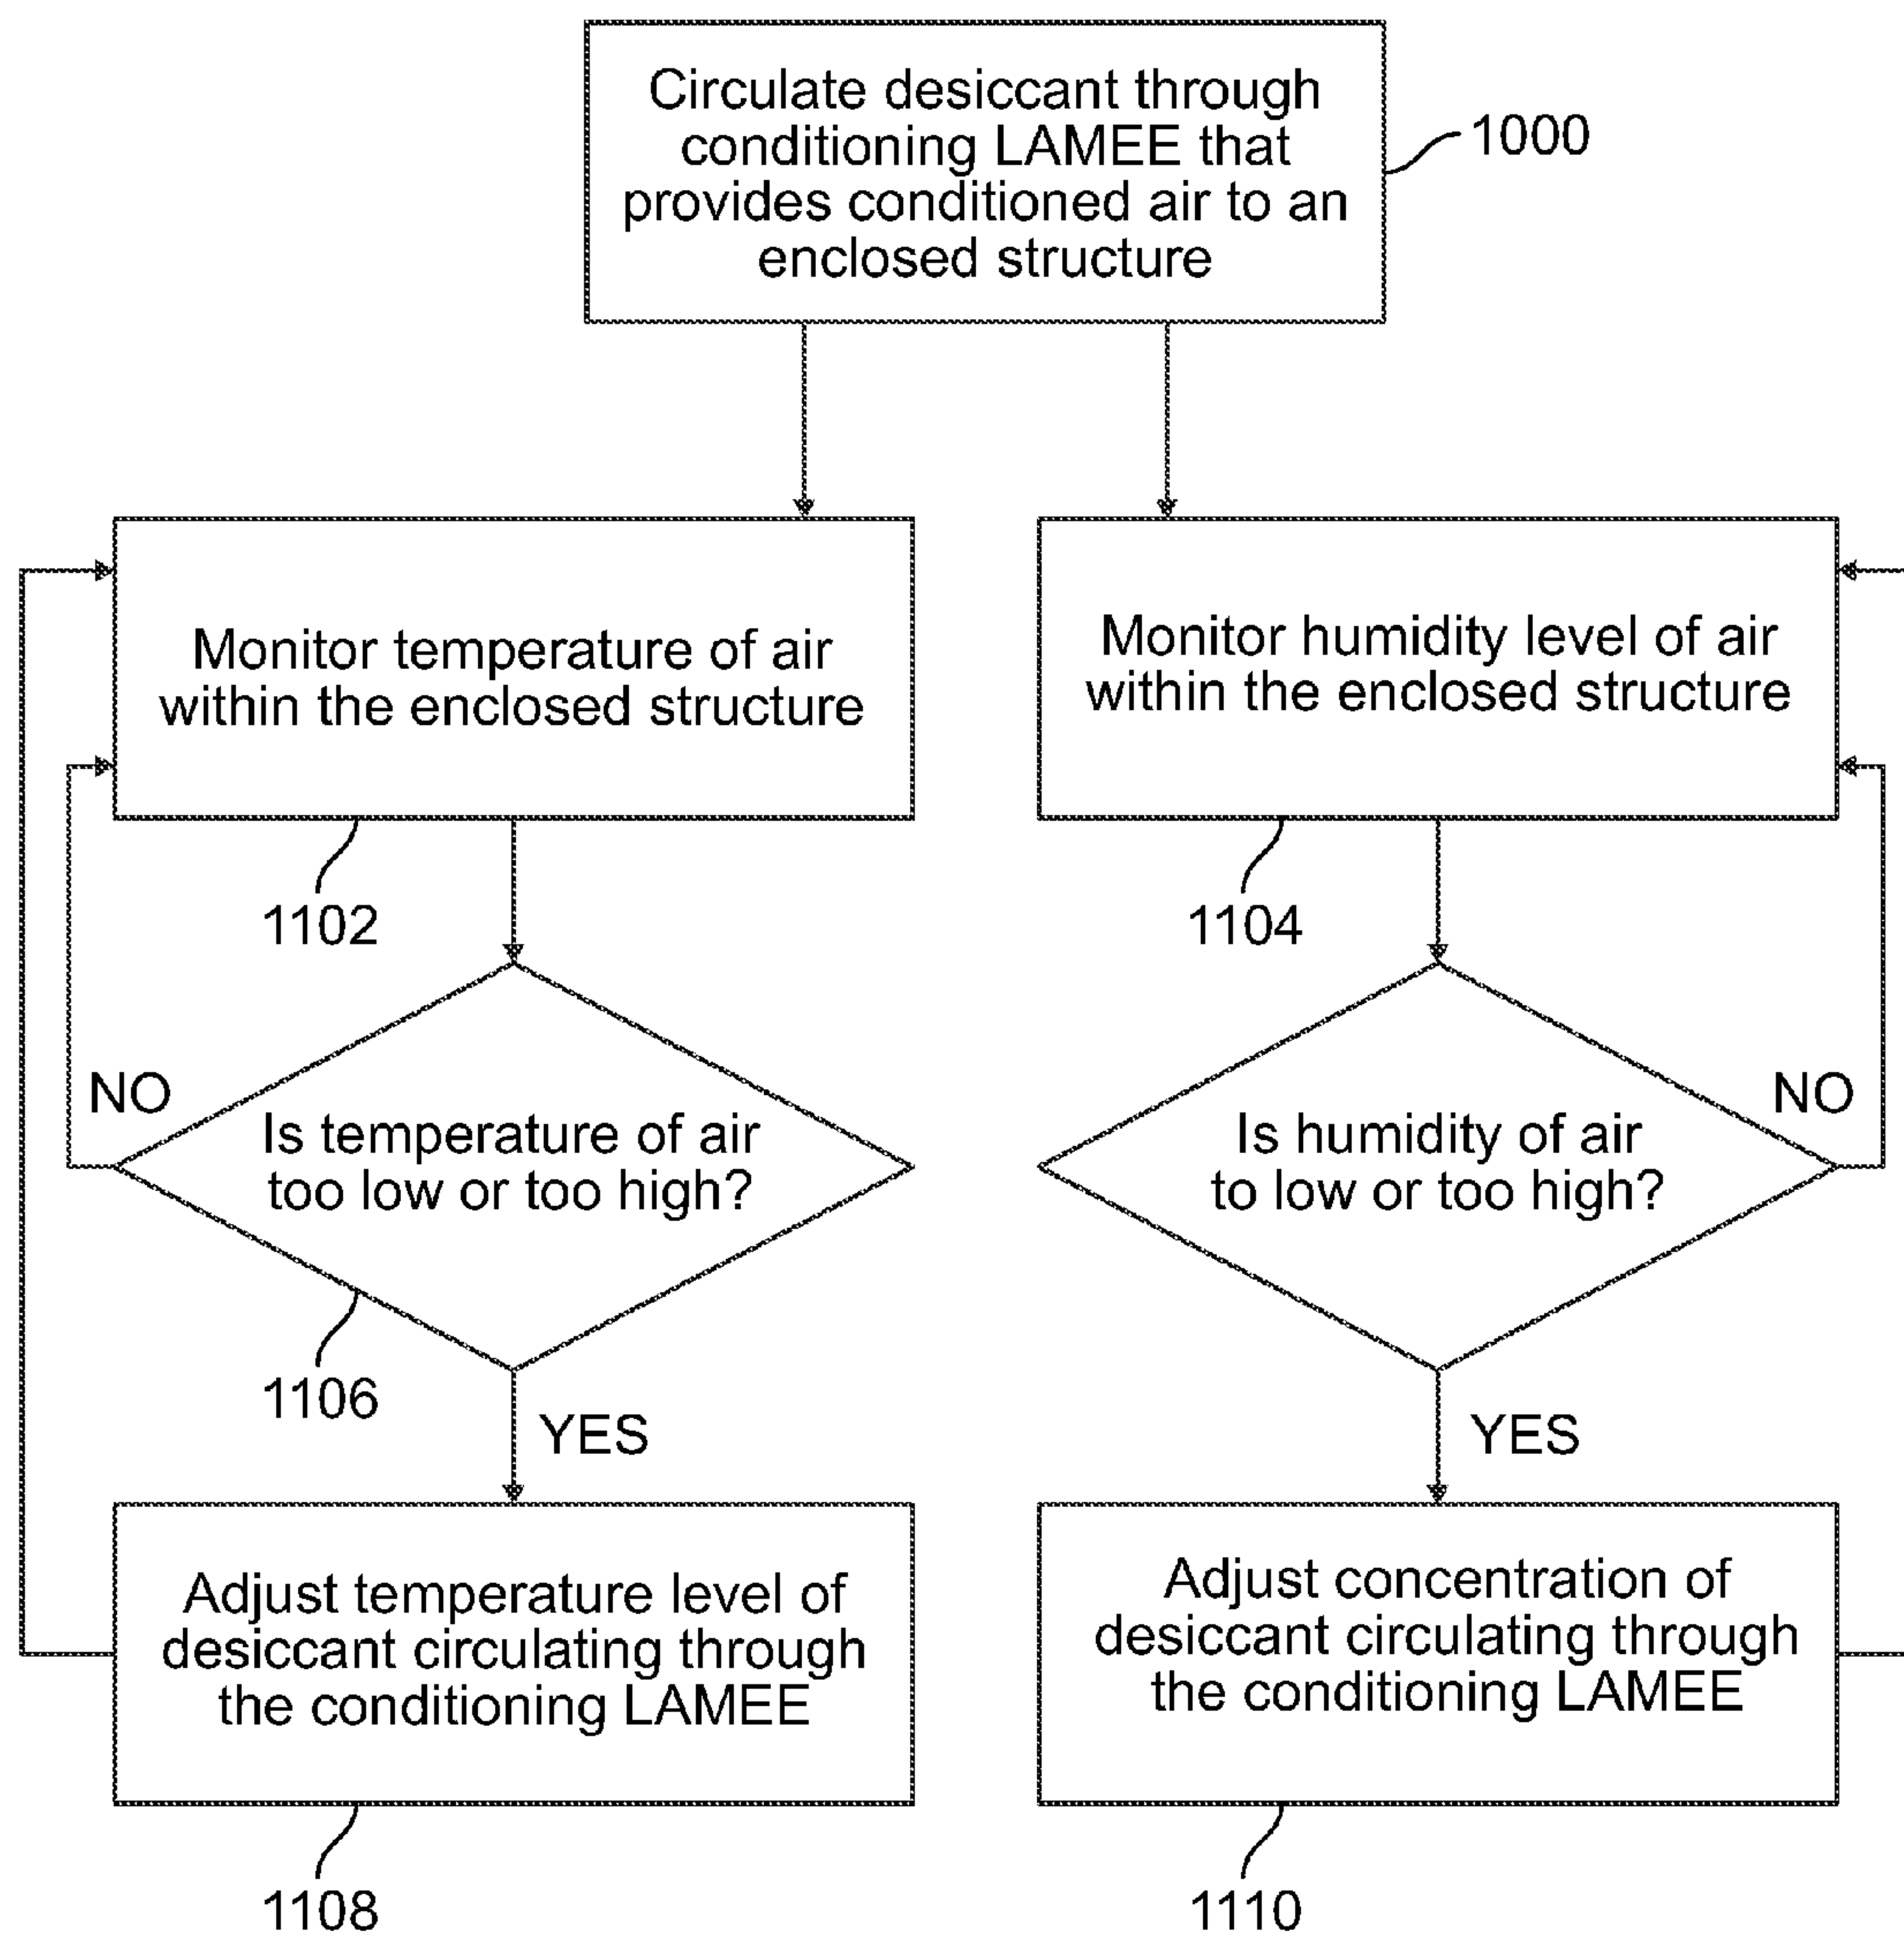 Circulate desiccant through
conditioning LAMEE that
provides conditioned air to an
enclosed structure
1000
Monitor temperature of air
within the enclosed structure
1102
Monitor humidity level of air
within the enclosed structure
1104
NO
Is temperature of air
too low or too high?
1106
YES
NO
Is humidity of air
to low or too high?
YES
Adjust temperature level of
desiccant circulating through
the conditioning LAMEE
1108
Adjust concentration of
desiccant circulating through
the conditioning LAMEE
1110